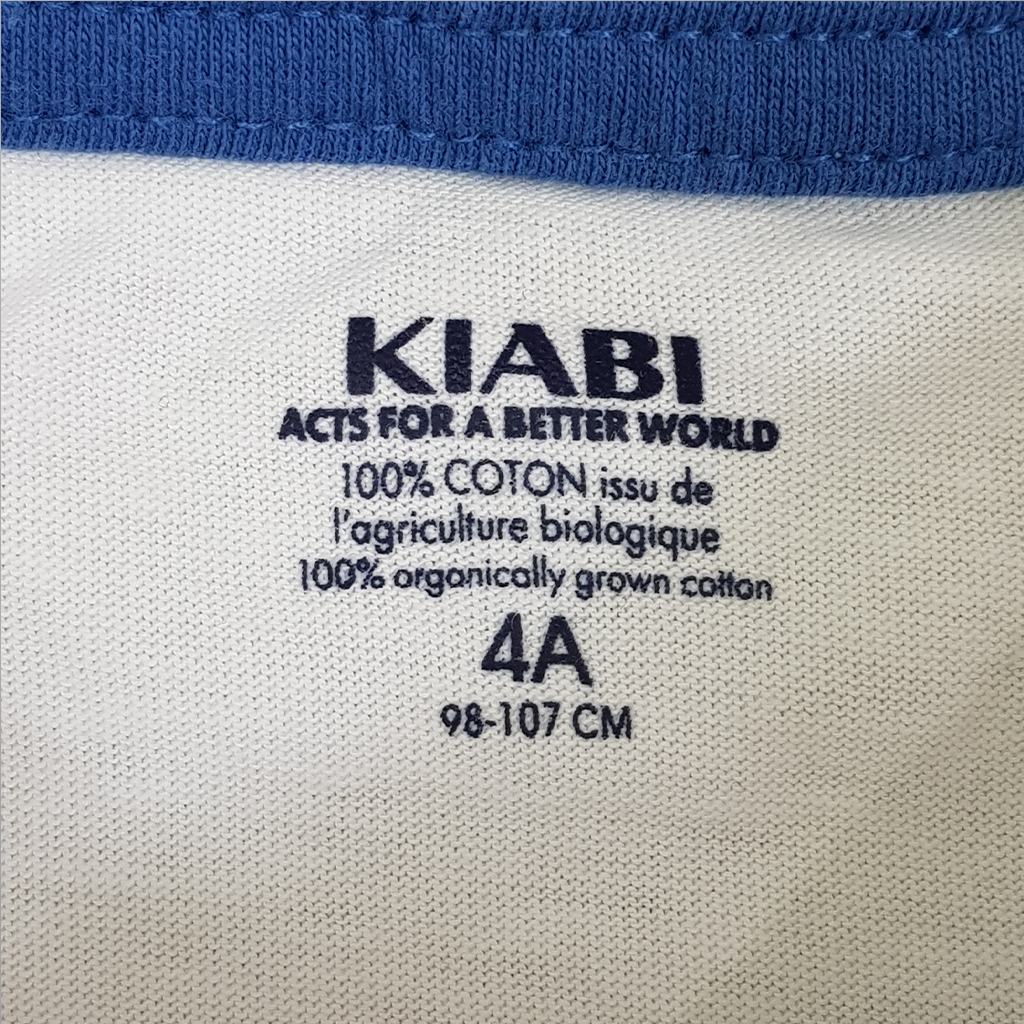 KIABI
ACTS FOR A BETTER WORLD
100% COTON issu de
l'agriculture biologique
100% organically grown cotton
4A
98-107 CM